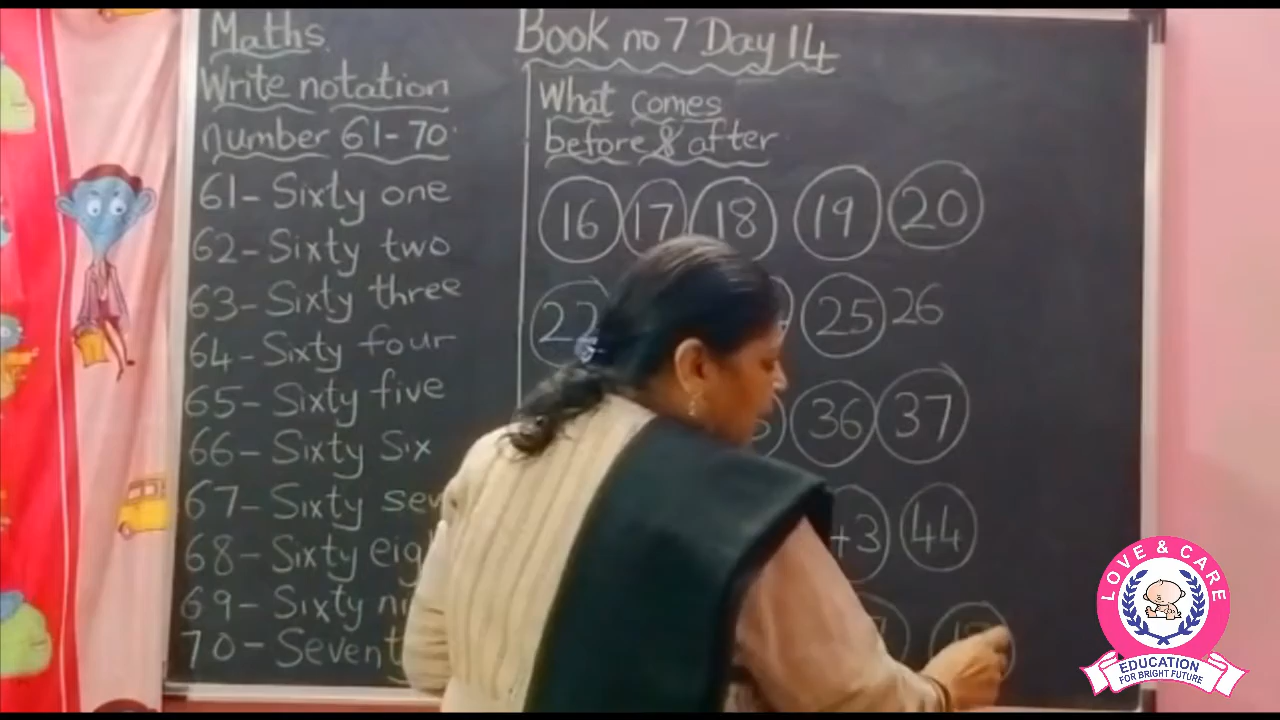 Maths.
Write notation
number 61-70
61- Sixty one
62- Sixty two
63- Sixty three
64- Sixty four
65- Sixty five
66- Sixty Six
67- Sixty
68- Sixty
69- Sixty
70-
Book no 7 Day 14
What comes
before & after
16 17 18 19 20
22 25 26
36 37
44
LOVE & CARE
EDUCATION
FOR BRIGHT FUTURE